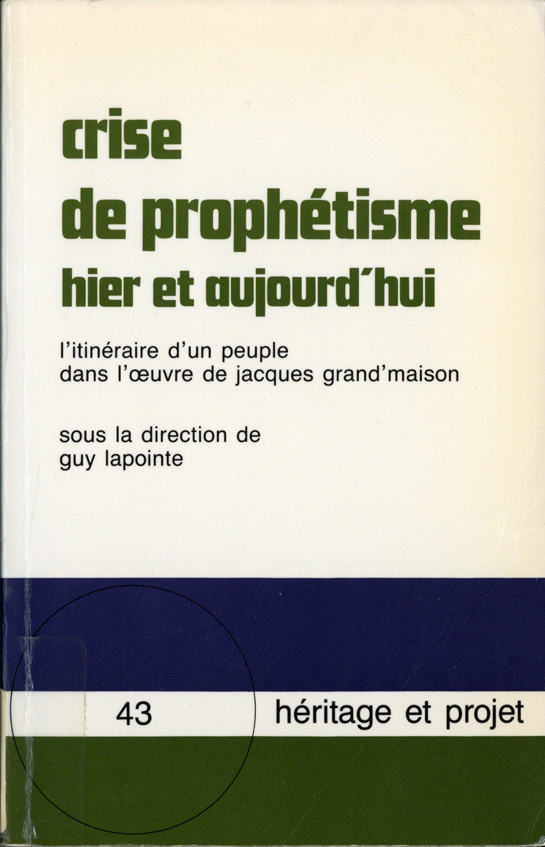 crise
de prophétisme
hier et aujourd'hui
l'itinéraire d'un peuple
dans l'œuvre de jacques grand'maison
sous la direction de
guy lapointe
43
héritage et projet